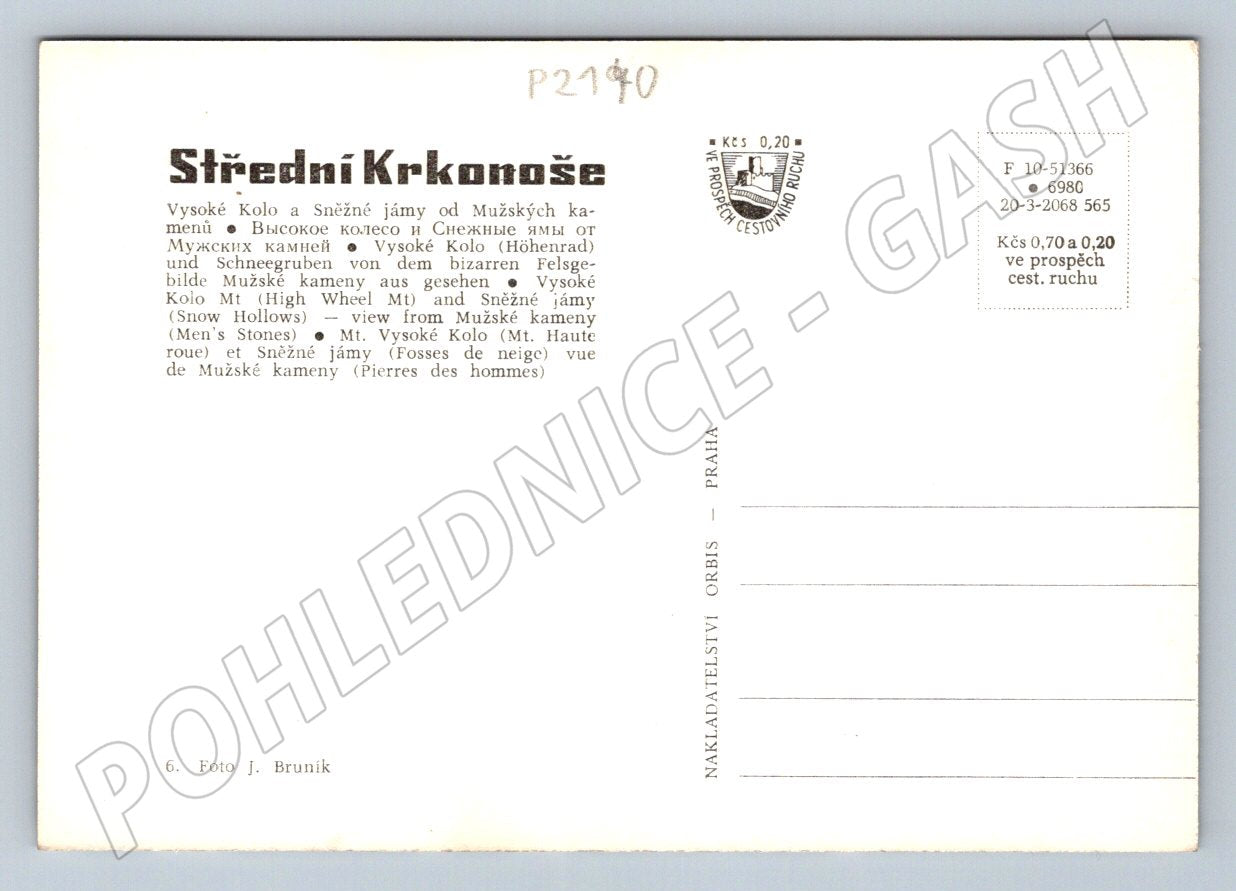 Střední Krkonoše
Vysoké Kolo a Sněžné jámy od Mužských ka-
menů ● Высокое колесо и Снежные ямы от
Мужских камней ● Vysoké Kolo (Höhenrad)
und Schneegruben von dem bizarren Felsge-
bilde Mužské kameny aus gesehen ● Vysoké
Kolo Mt (High Wheel Mt) and Sněžné jámy
(Snow Hollows) — view from Mužské kameny
(Men's Stones) ● Mt. Vysoké Kolo (Mt. Haute
roue) et Sněžné jámy (Fosses de neige) vue
de Mužské kameny (Pierres des hommes)
6. Foto J. Bruník
NAKLADATELSTVÍ ORBIS — PRAHA
▪ Kčs 0,20 ▪
VE PROSPĚCH CESTOVNÍHO RUCHU
F 10-51366
● 6980
20-3-2068 565
Kčs 0,70 a 0,20
ve prospěch
cest. ruchu
POHLEDNICE - GASH